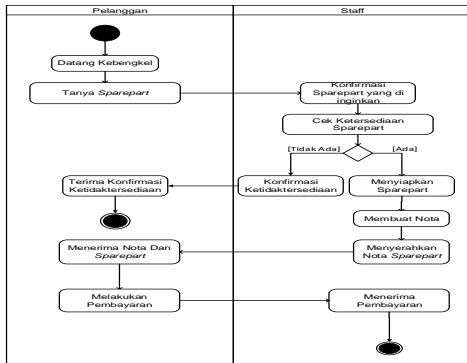 Pelanggan
Staff
Datang Kebengkel
Tanya Sparepart
Konfirmasi
Sparepart yang di
inginkan
Cek Ketersediaan
Sparepart
[Tidak Ada]
[Ada]
Terima Konfirmasi
Ketidaktersediaan
Konfirmasi
Ketidaktersediaan
Menyiapkan
Sparepart
Membuat Nota
Menerima Nota Dan
Sparepart
Menyerahkan
Nota Sparepart
Melakukan
Pembayaran
Menerima
Pembayaran